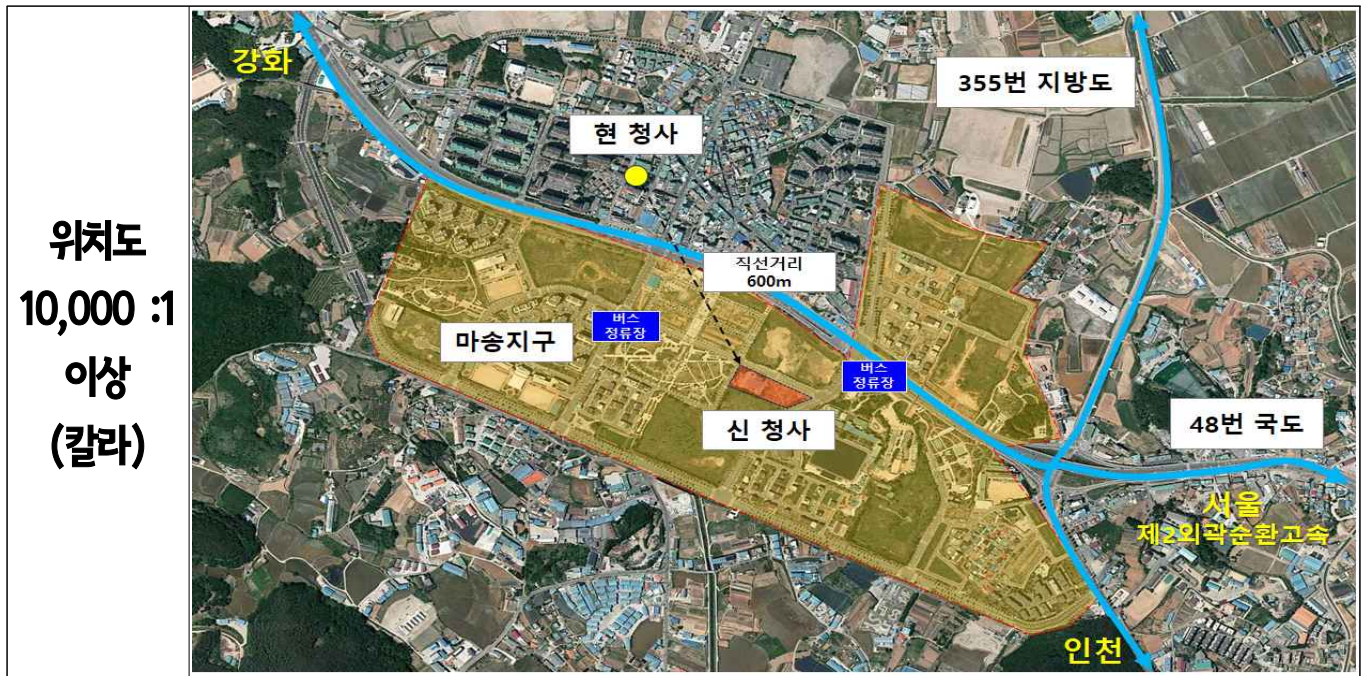 위치도
10,000 :1
이상
(칼라)
강화
355번 지방도
현 청사
직선거리
600m
버스
정류장
마송지구
버스
정류장
신 청사
48번 국도
서울
제2외곽순환고속
인천